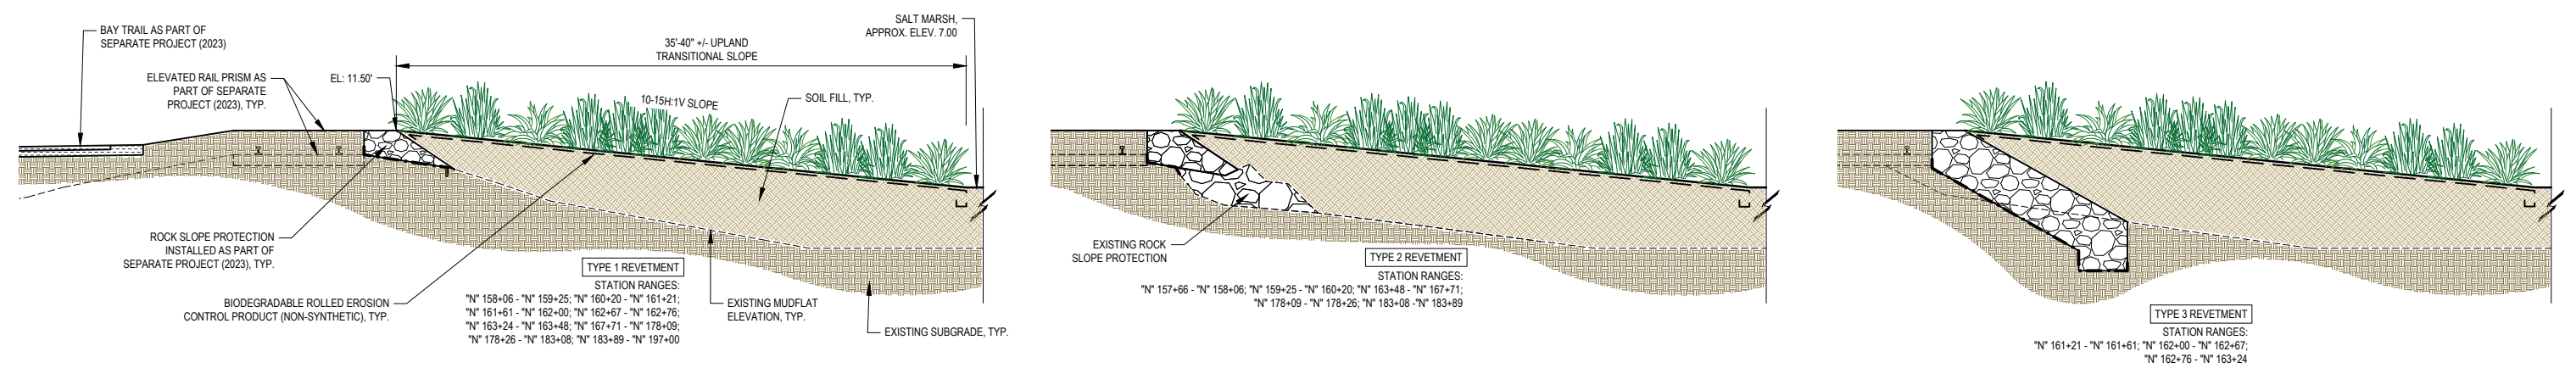 BAY TRAIL AS PART OF
SEPARATE PROJECT (2023)
ELEVATED RAIL PRISM AS
PART OF SEPARATE
PROJECT (2023), TYP.
EL: 11.50'
35'-40" +/- UPLAND
TRANSITIONAL SLOPE
SALT MARSH,
APPROX. ELEV. 7.00
10-15H:1V SLOPE
SOIL FILL, TYP.
ROCK SLOPE PROTECTION
INSTALLED AS PART OF
SEPARATE PROJECT (2023), TYP.
BIODEGRADABLE ROLLED EROSION
CONTROL PRODUCT (NON-SYNTHETIC), TYP.
TYPE 1 REVETMENT
STATION RANGES:
"N" 158+06 - "N" 159+25; "N" 160+20 - "N" 161+21;
"N" 161+61 - "N" 162+00; "N" 162+67 - "N" 162+76;
"N" 163+24 - "N" 163+48; "N" 167+71 - "N" 178+09;
"N" 178+26 - "N" 183+08; "N" 183+89 - "N" 197+00
EXISTING MUDFLAT
ELEVATION, TYP.
EXISTING SUBGRADE, TYP.
EXISTING ROCK
SLOPE PROTECTION
TYPE 2 REVETMENT
STATION RANGES:
"N" 157+66 - "N" 158+06; "N" 159+25 - "N" 160+20; "N" 163+48 - "N" 167+71;
"N" 178+09 - "N" 178+26; "N" 183+08 -"N" 183+89
TYPE 3 REVETMENT
STATION RANGES:
"N" 161+21 - "N" 161+61; "N" 162+00 - "N" 162+67;
"N" 162+76 - "N" 163+24